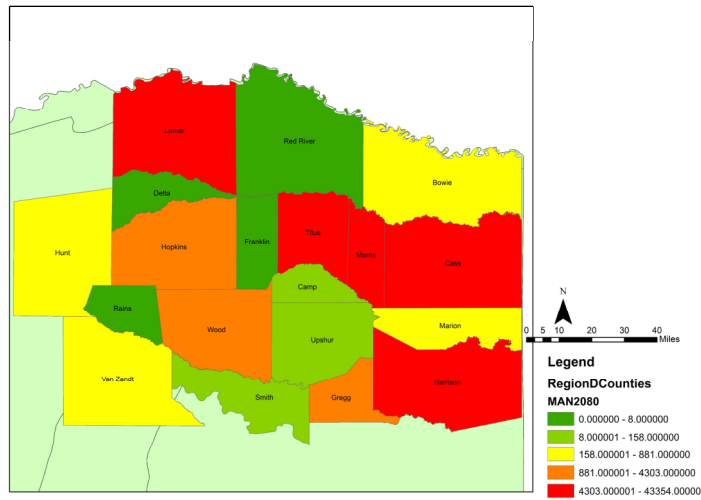 Lamar
Red River
Bowie
Delta
Hunt
Hopkins
Franklin
Titus
Morris
Cass
Camp
Rains
Wood
Upshur
Marion
Van Zandt
Smith
Gregg
Harrison
N
0 5 10 20 30 40
Miles
Legend
RegionDCounties
MAN2080
0.000000 - 8.000000
8.000001 - 158.000000
158.000001 - 881.000000
881.000001 - 4303.000000
4303.000001 - 43354.00000